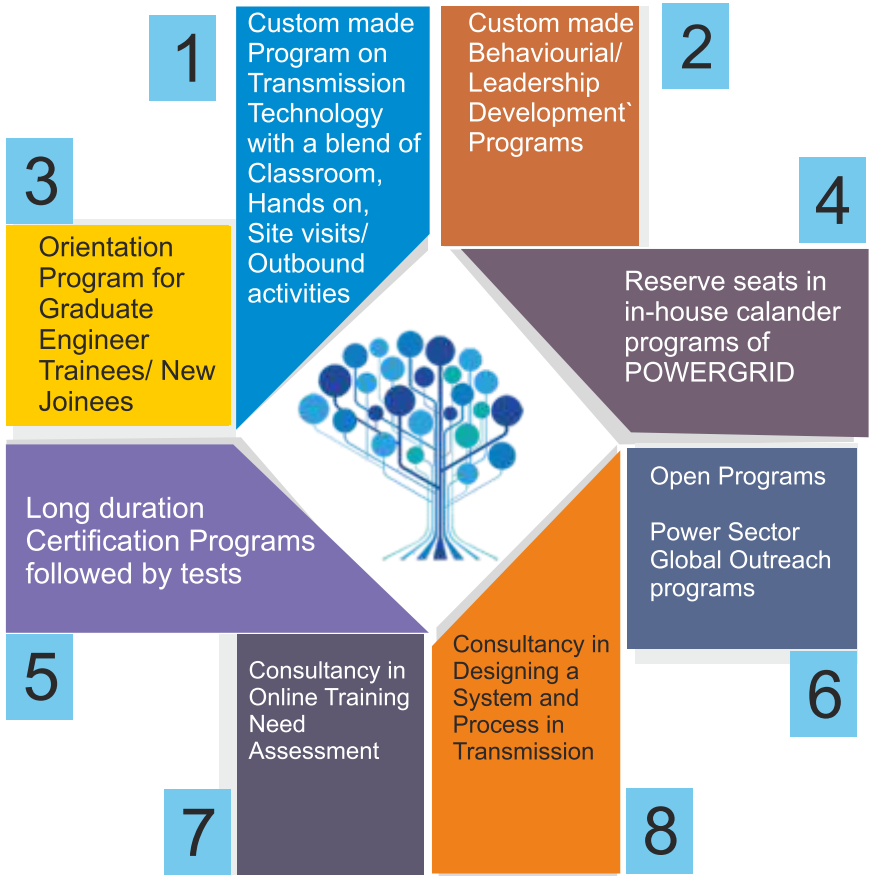 1
Custom made
Program on
Transmission
Technology
with a blend of
Classroom,
Hands on,
Site visits/
Outbound
activities
2
Custom made
Behaviourial/
Leadership
Development`
Programs
3
Orientation
Program for
Graduate
Engineer
Trainees/ New
Joinees
4
Reserve seats in
in-house calander
programs of
POWERGRID
5
Long duration
Certification Programs
followed by tests
6
Open Programs
Power Sector
Global Outreach
programs
7
Consultancy in
Online Training
Need
Assessment
8
Consultancy in
Designing a
System and
Process in
Transmission